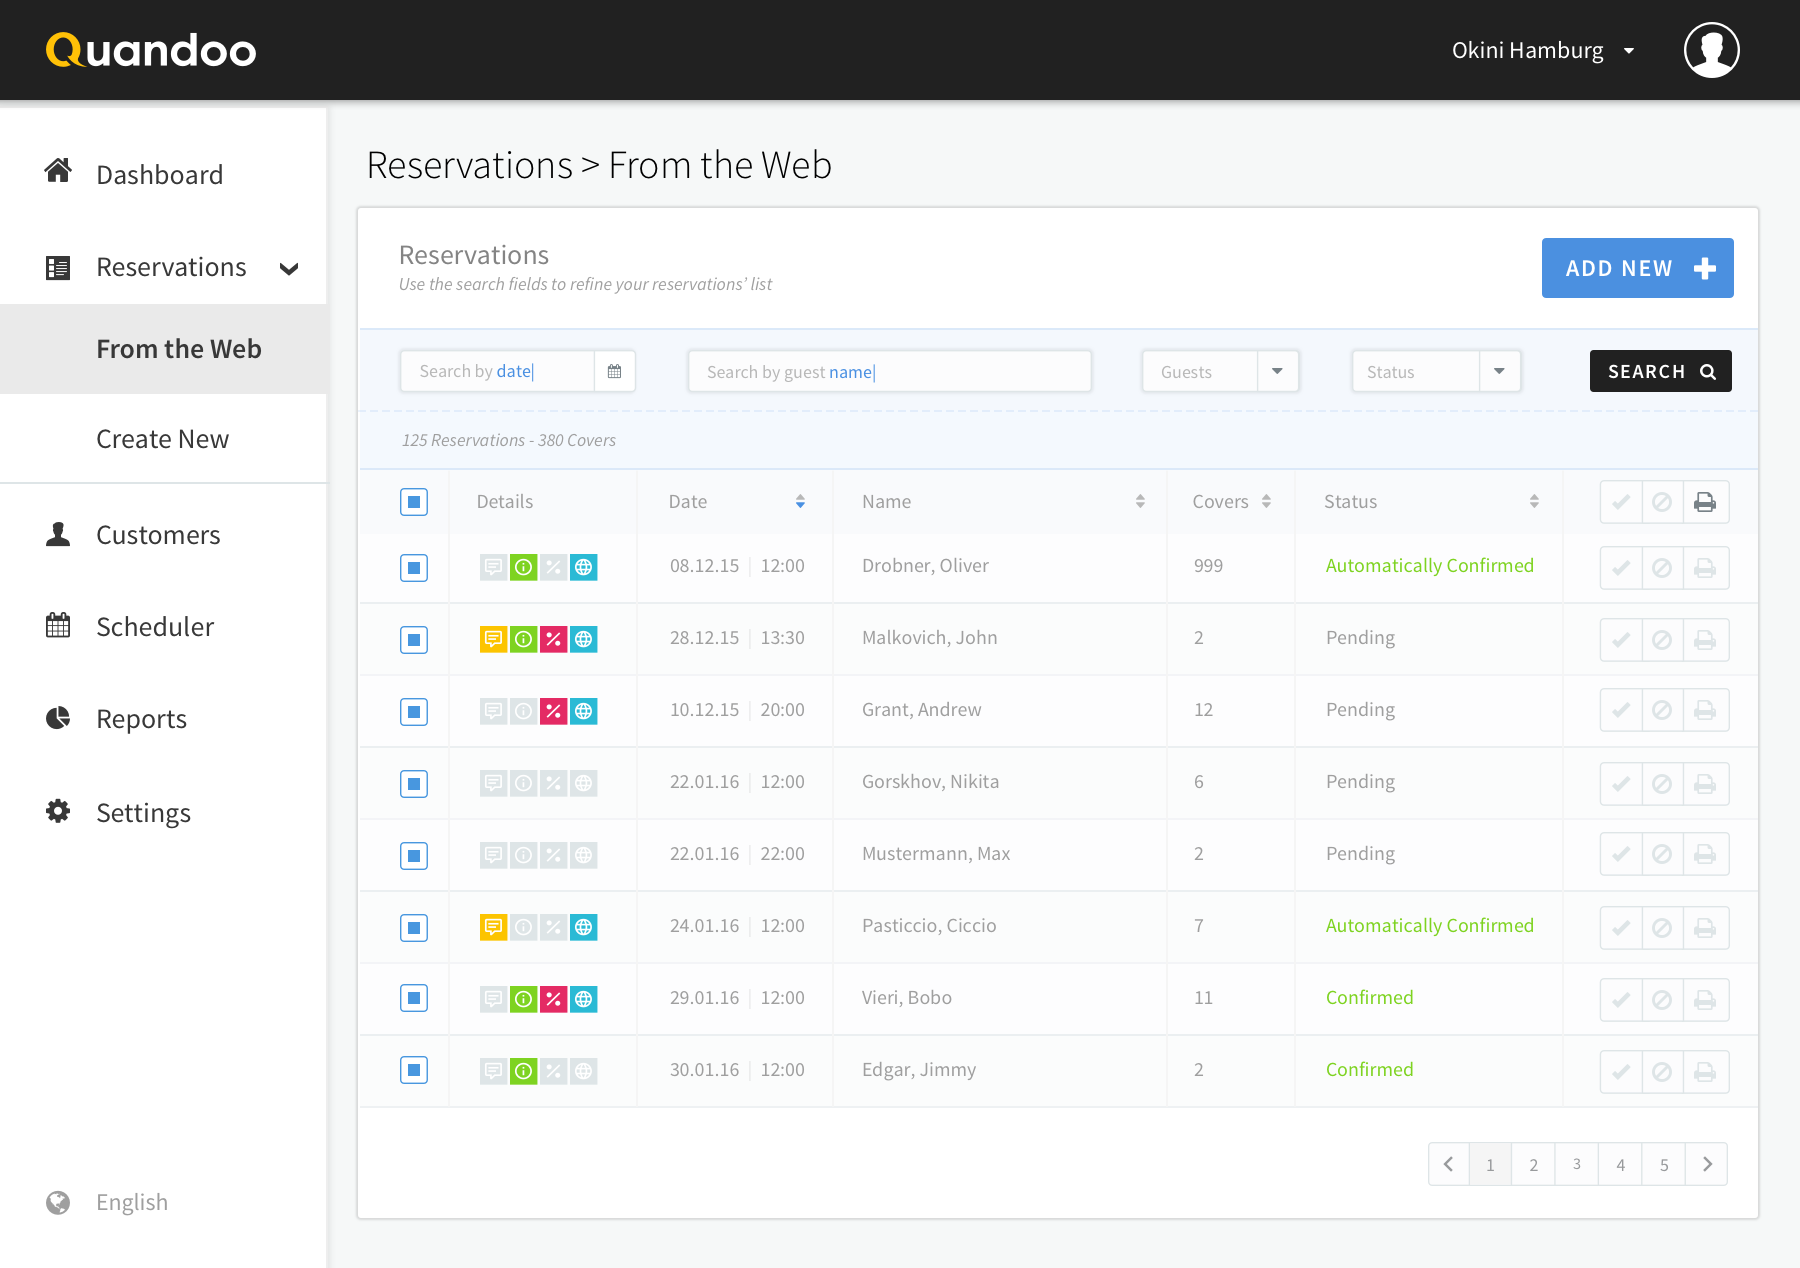 Quandoo
Okini Hamburg
Dashboard
Reservations
From the Web
Create New
Customers
Scheduler
Reports
Settings
English
Reservations > From the Web
Reservations
Use the search fields to refine your reservations’ list
ADD NEW
Search by date
Search by guest name
Guests
Status
SEARCH
125 Reservations - 380 Covers
Details Date Name Covers Status
08.12.15 12:00 Drobner, Oliver 999 Automatically Confirmed
28.12.15 13:30 Malkovich, John 2 Pending
10.12.15 20:00 Grant, Andrew 12 Pending
22.01.16 12:00 Gorskhov, Nikita 6 Pending
22.01.16 22:00 Mustermann, Max 2 Pending
24.01.16 12:00 Pasticcio, Ciccio 7 Automatically Confirmed
29.01.16 12:00 Vieri, Bobo 11 Confirmed
30.01.16 12:00 Edgar, Jimmy 2 Confirmed
1 2 3 4 5